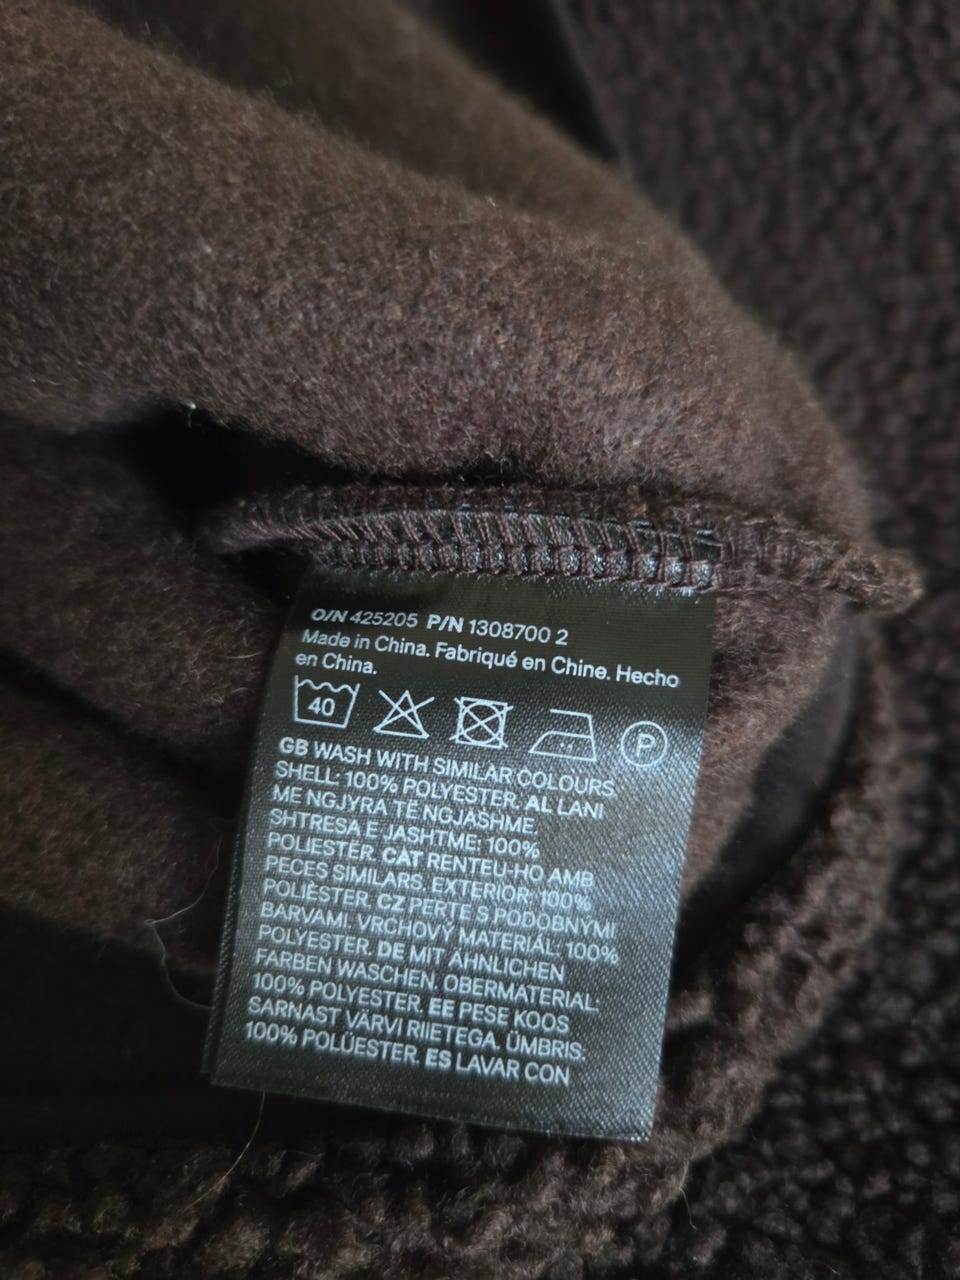 O/N 425205 P/N 1308700 2
Made in China. Fabriqué en Chine. Hecho
en China.
40 P
GB WASH WITH SIMILAR COLOURS
SHELL: 100% POLYESTER. AL LANI
ME NGJYRA TË NGJASHME.
SHTRESA E JASHTME: 100%
POLIESTER. CAT RENTEU-HO AMB
PECES SIMILARS. EXTERIOR: 100%
POLIÈSTER. CZ PERTE S PODOBNÝMI
BARVAMI. VRCHOVÝ MATERIÁL: 100%
POLYESTER. DE MIT ÄHNLICHEN
FARBEN WASCHEN. OBERMATERIAL:
100% POLYESTER. EE PESE KOOS
SARNAST VÄRVI RIIETEGA. ÜMBRIS:
100% POLÜESTER. ES LAVAR CON